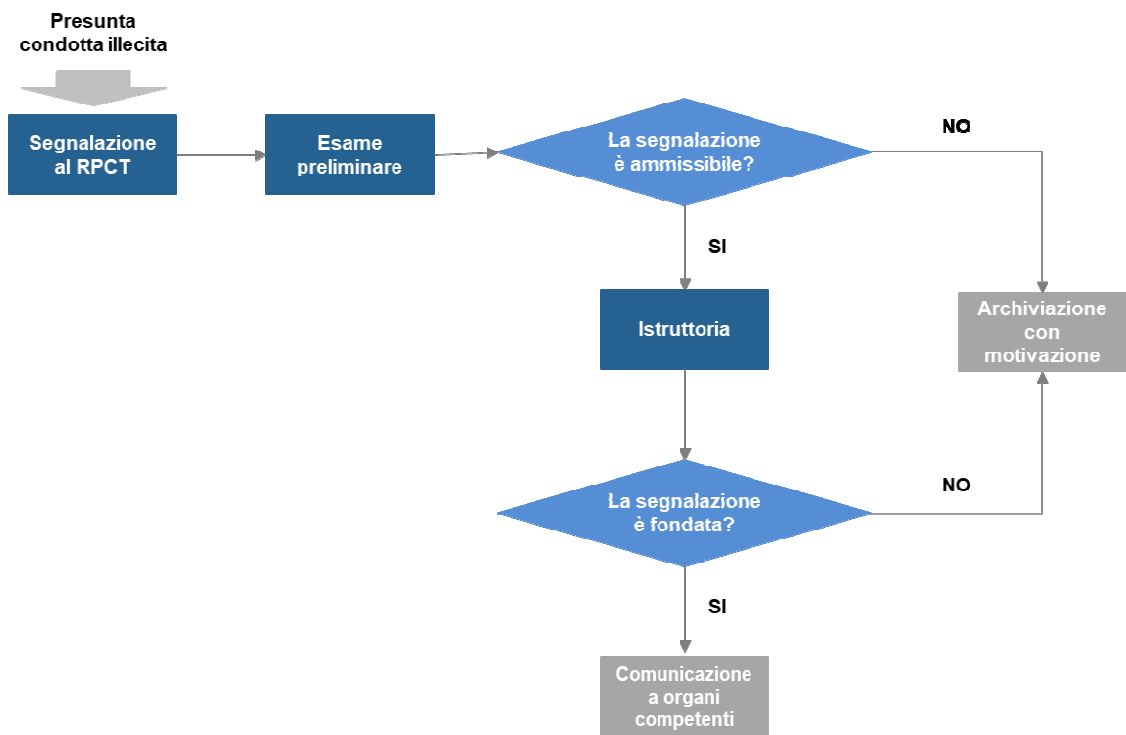 Presunta
condotta illecita
Segnalazione
al RPCT
Esame
preliminare
La segnalazione
è ammissibile?
NO
SI
Istruttoria
Archiviazione
con
motivazione
La segnalazione
è fondata?
NO
SI
Comunicazione
a organi
competenti